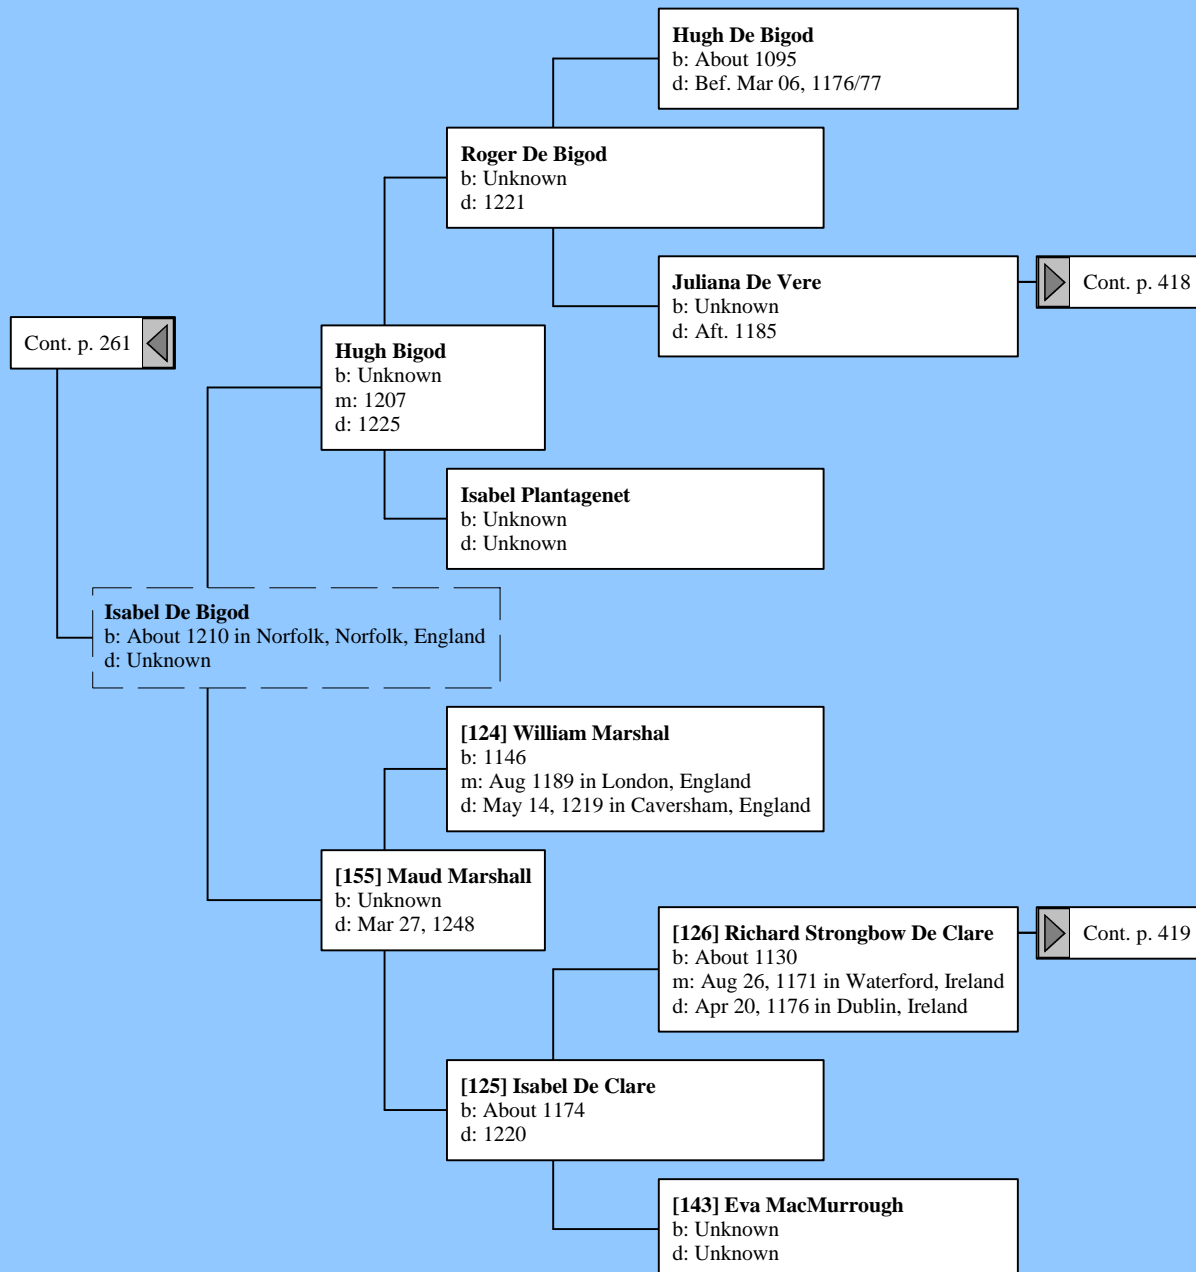 Hugh De Bigod
b: About 1095
d: Bef. Mar 06, 1176/77
Roger De Bigod
b: Unknown
d: 1221
Juliana De Vere
b: Unknown
d: Aft. 1185
Cont. p. 418
Cont. p. 261
Hugh Bigod
b: Unknown
m: 1207
d: 1225
Isabel Plantagenet
b: Unknown
d: Unknown
Isabel De Bigod
b: About 1210 in Norfolk, Norfolk, England
d: Unknown
[124] William Marshal
b: 1146
m: Aug 1189 in London, England
d: May 14, 1219 in Caversham, England
[155] Maud Marshall
b: Unknown
d: Mar 27, 1248
[126] Richard Strongbow De Clare
b: About 1130
m: Aug 26, 1171 in Waterford, Ireland
d: Apr 20, 1176 in Dublin, Ireland
Cont. p. 419
[125] Isabel De Clare
b: About 1174
d: 1220
[143] Eva MacMurrough
b: Unknown
d: Unknown